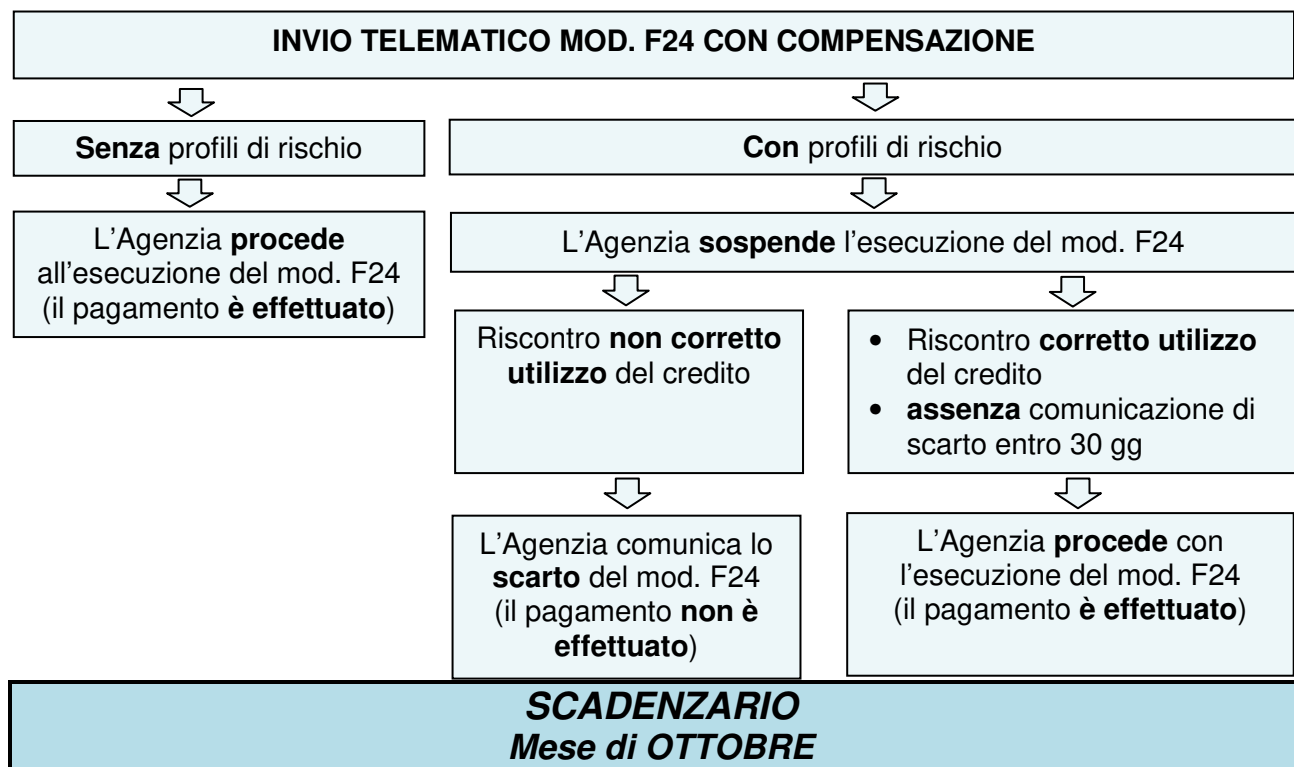 INVIO TELEMATICO MOD. F24 CON COMPENSAZIONE
Senza profili di rischio
Con profili di rischio
L'Agenzia procede
all'esecuzione del mod. F24
(il pagamento è effettuato)
L'Agenzia sospende l'esecuzione del mod. F24
Riscontro non corretto
utilizzo del credito
• Riscontro corretto utilizzo
del credito
• assenza comunicazione di
scarto entro 30 gg
L'Agenzia comunica lo
scarto del mod. F24
(il pagamento non è
effettuato)
L'Agenzia procede con
l'esecuzione del mod. F24
(il pagamento è effettuato)
SCADENZARIO
Mese di OTTOBRE